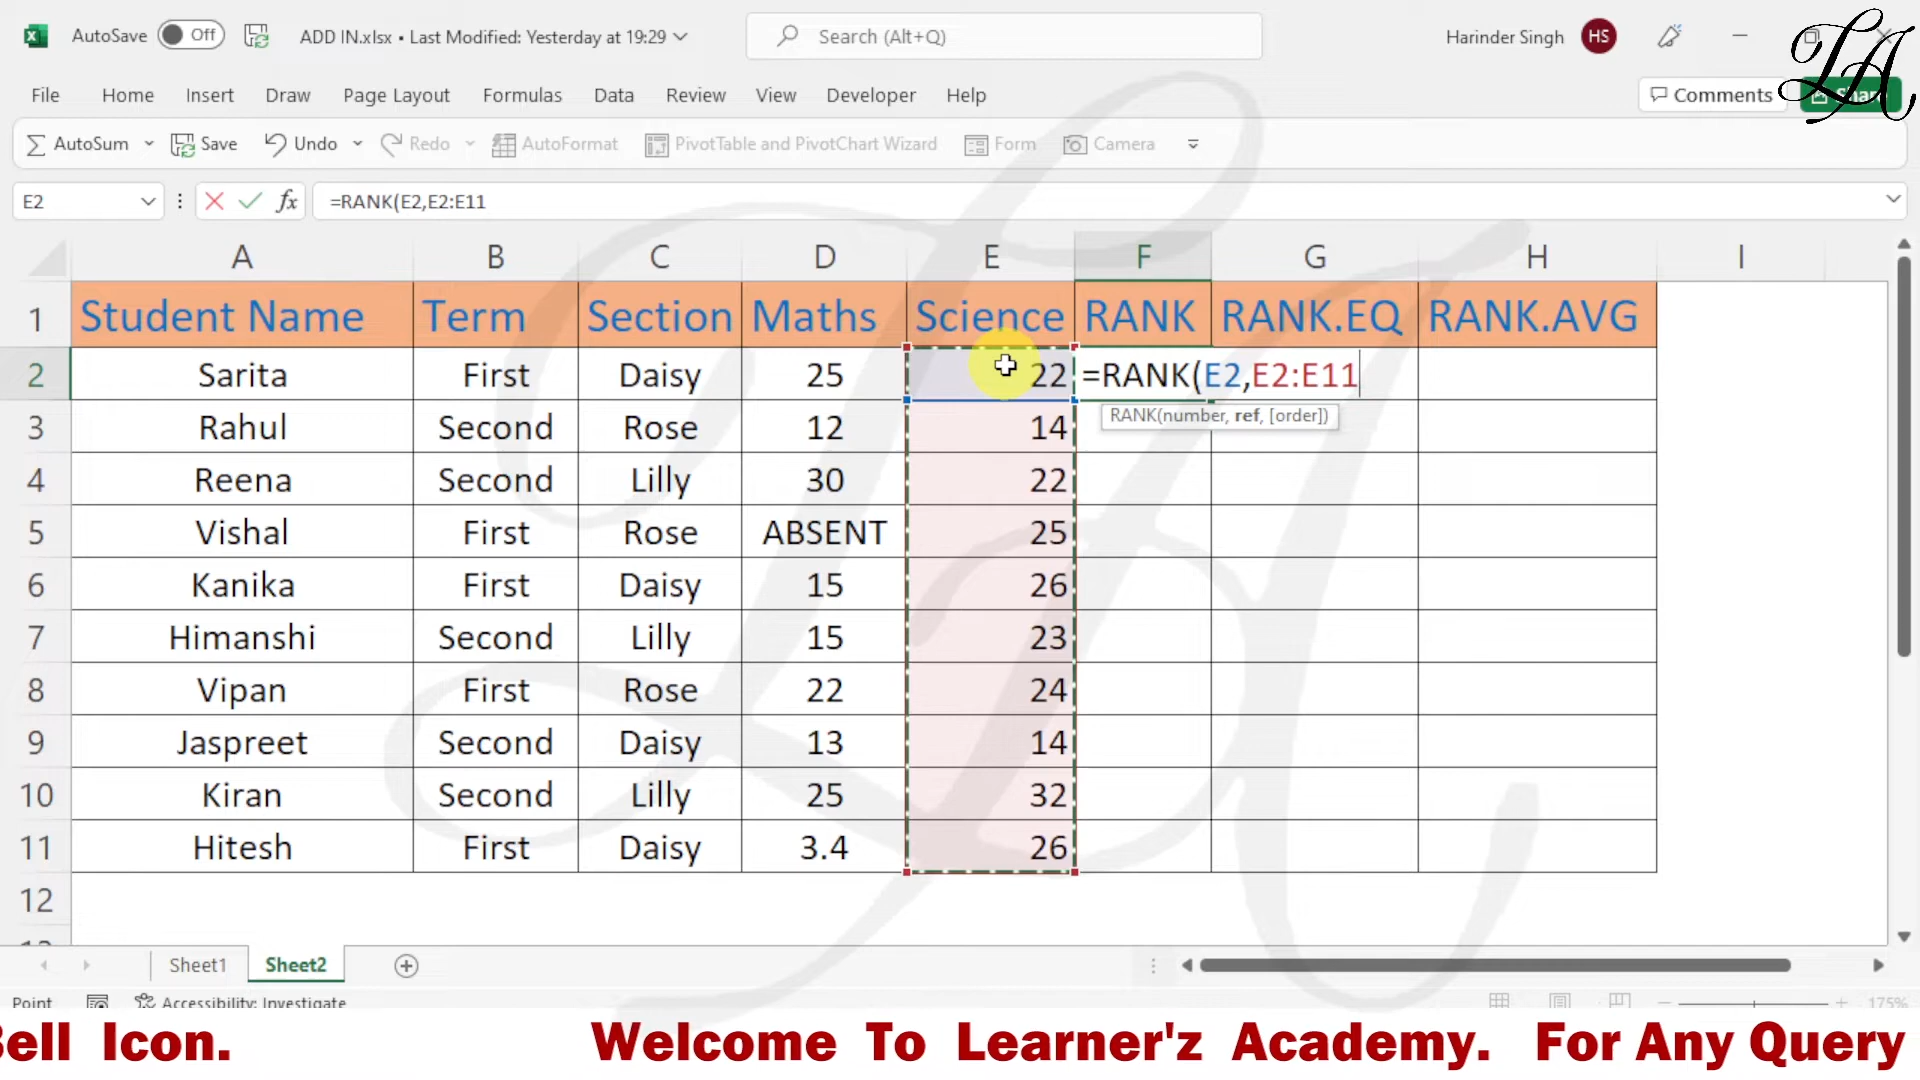 AutoSave Off ADD IN.xlsx • Last Modified: Yesterday at 19:29 Search (Alt+Q) Harinder Singh HS
File Home Insert Draw Page Layout Formulas Data Review View Developer Help Comments Share
AutoSum Save Undo Redo AutoFormat PivotTable and PivotChart Wizard Form Camera
E2 fx =RANK(E2,E2:E11
A B C D E F G H I
1 Student Name Term Section Maths Science RANK RANK.EQ RANK.AVG
2 Sarita First Daisy 25 22 =RANK(E2,E2:E11
RANK(number, ref, [order])
3 Rahul Second Rose 12 14
4 Reena Second Lilly 30 22
5 Vishal First Rose ABSENT 25
6 Kanika First Daisy 15 26
7 Himanshi Second Lilly 15 23
8 Vipan First Rose 22 24
9 Jaspreet Second Daisy 13 14
10 Kiran Second Lilly 25 32
11 Hitesh First Daisy 3.4 26
12
Sheet1 Sheet2
Point Accessibility: Investigate 175%
Bell Icon. Welcome To Learner'z Academy. For Any Query
LA